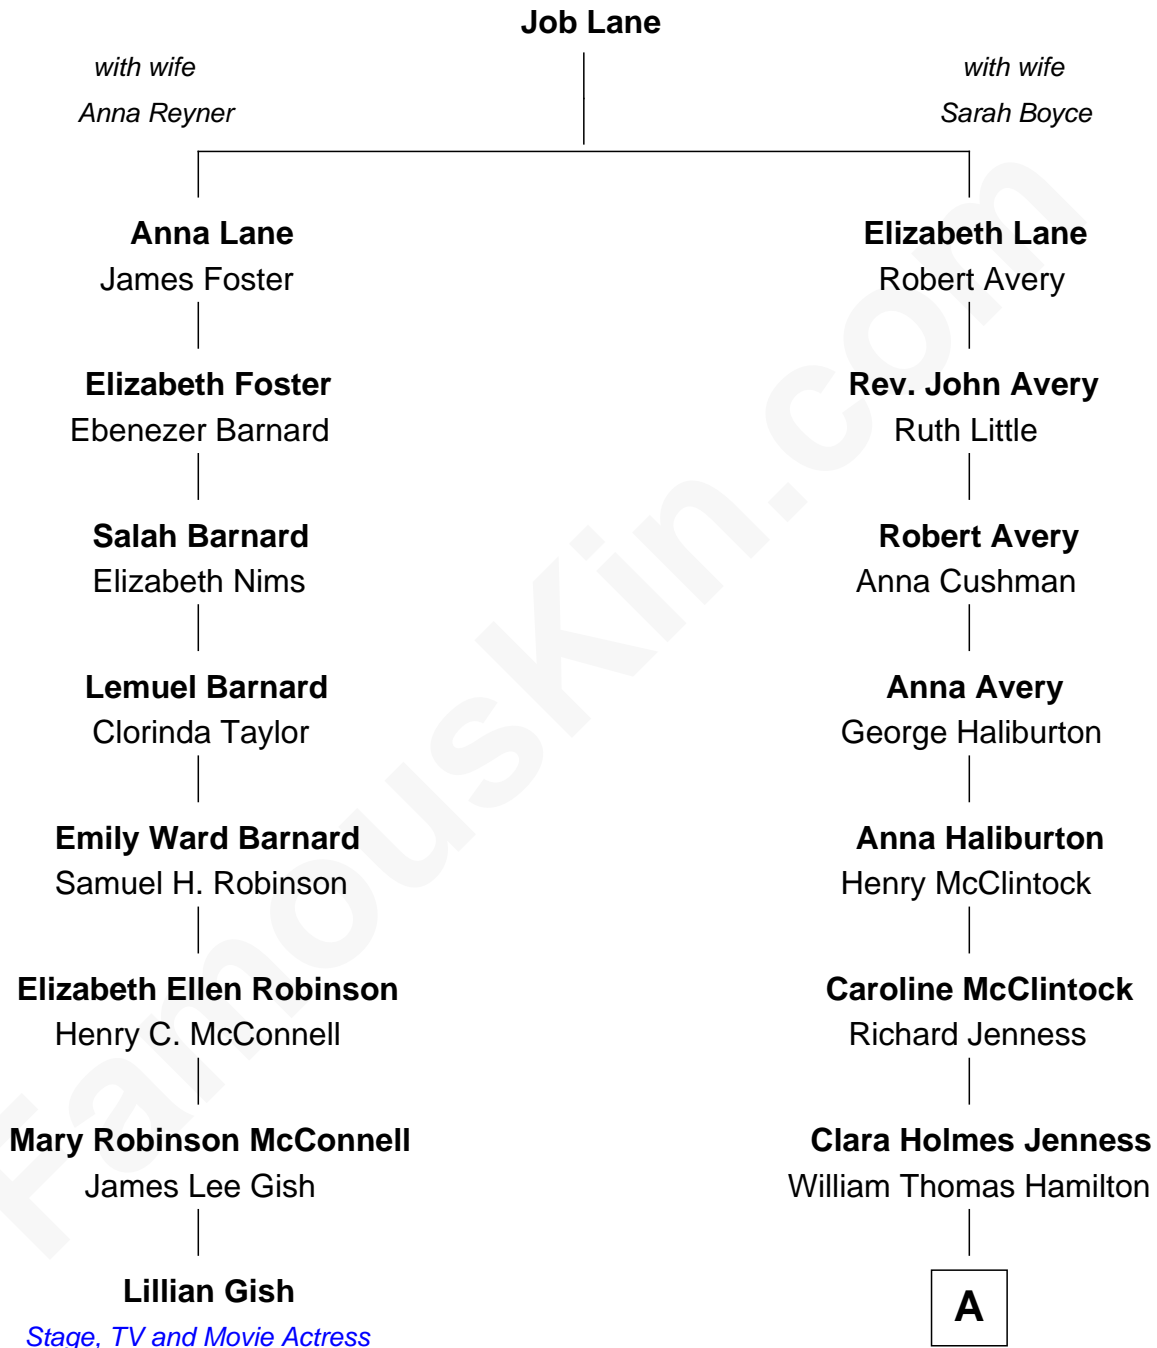 Job Lane
with wife
Anna Reyner
with wife
Sarah Boyce
Anna Lane
James Foster
Elizabeth Lane
Robert Avery
Elizabeth Foster
Ebenezer Barnard
Rev. John Avery
Ruth Little
Salah Barnard
Elizabeth Nims
Robert Avery
Anna Cushman
Lemuel Barnard
Clorinda Taylor
Anna Avery
George Haliburton
Emily Ward Barnard
Samuel H. Robinson
Anna Haliburton
Henry McClintock
Elizabeth Ellen Robinson
Henry C. McConnell
Caroline McClintock
Richard Jenness
Mary Robinson McConnell
James Lee Gish
Clara Holmes Jenness
William Thomas Hamilton
Lillian Gish
Stage, TV and Movie Actress
A
FamousKin.com